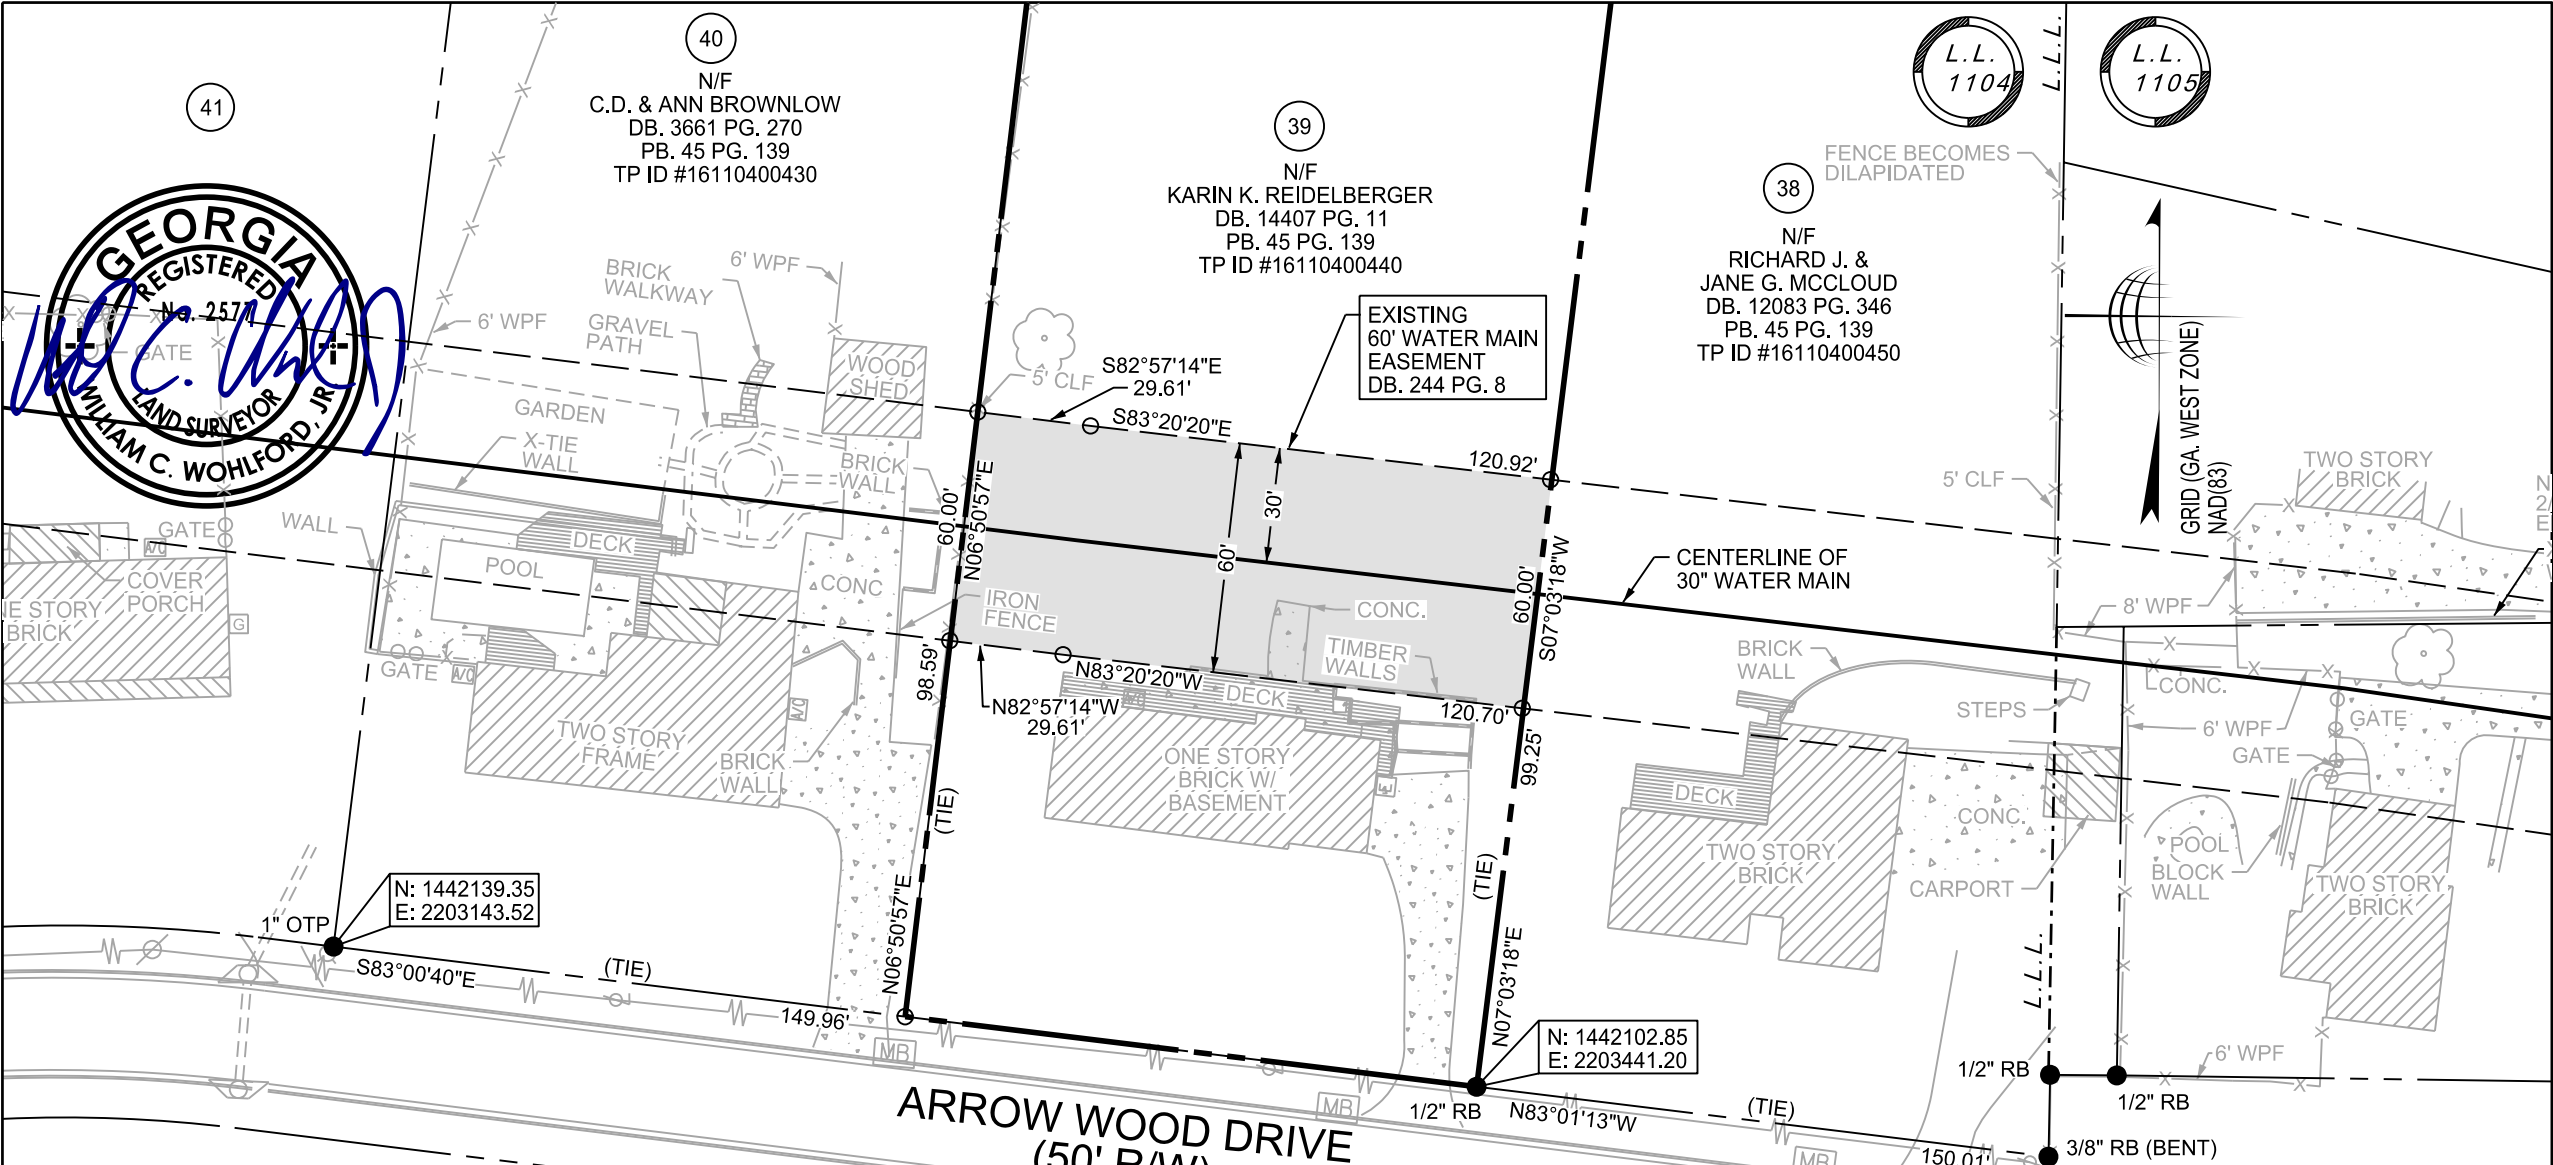 41
40
N/F
C.D. & ANN BROWNLOW
DB. 3661 PG. 270
PB. 45 PG. 139
TP ID #16110400430
39
N/F
KARIN K. REIDELBERGER
DB. 14407 PG. 11
PB. 45 PG. 139
TP ID #16110400440
38
N/F
RICHARD J. &
JANE G. MCCLOUD
DB. 12083 PG. 346
PB. 45 PG. 139
TP ID #16110400450
L.L.
1104
L.L.L.
L.L.
1105
FENCE BECOMES
DILAPIDATED
GRID (GA. WEST ZONE)
NAD(83)
GEORGIA
REGISTERED
No. 2577
LAND SURVEYOR
WILLIAM C. WOHLFORD, JR.
GATE
6' WPF
BRICK
WALKWAY
6' WPF
GRAVEL
PATH
WOOD
SHED
GARDEN
X-TIE
WALL
BRICK
WALL
5' CLF
S82°57'14"E
29.61'
S83°20'20"E
120.92'
EXISTING
60' WATER MAIN
EASEMENT
DB. 244 PG. 8
30'
60'
60.00'
N06°50'57"E
60.00'
S07°03'18"W
CENTERLINE OF
30" WATER MAIN
5' CLF
TWO STORY
BRICK
8' WPF
WALL
GATE
A/C
COVER
PORCH
NE STORY
BRICK
G
DECK
POOL
GATE
A/C
CONC
IRON
FENCE
CONC.
TIMBER
WALLS
DECK
A/C
N83°20'20"W
120.70'
N82°57'14"W
29.61'
98.59'
(TIE)
N06°50'57"E
99.25'
(TIE)
N07°03'18"E
TWO STORY
FRAME
A/C
BRICK
WALL
ONE STORY
BRICK W/
BASEMENT
E
BRICK
WALL
STEPS
DECK
TWO STORY
BRICK
CONC.
CARPORT
CONC.
6' WPF
GATE
GATE
POOL
BLOCK
WALL
TWO STORY
BRICK
6' WPF
L.L.L.
1" OTP
N: 1442139.35
E: 2203143.52
S83°00'40"E
(TIE)
149.96'
MB
N: 1442102.85
E: 2203441.20
1/2" RB
N83°01'13"W
(TIE)
150.01'
MB
MB
1/2" RB
1/2" RB
3/8" RB (BENT)
ARROW WOOD DRIVE
(50' R/W)